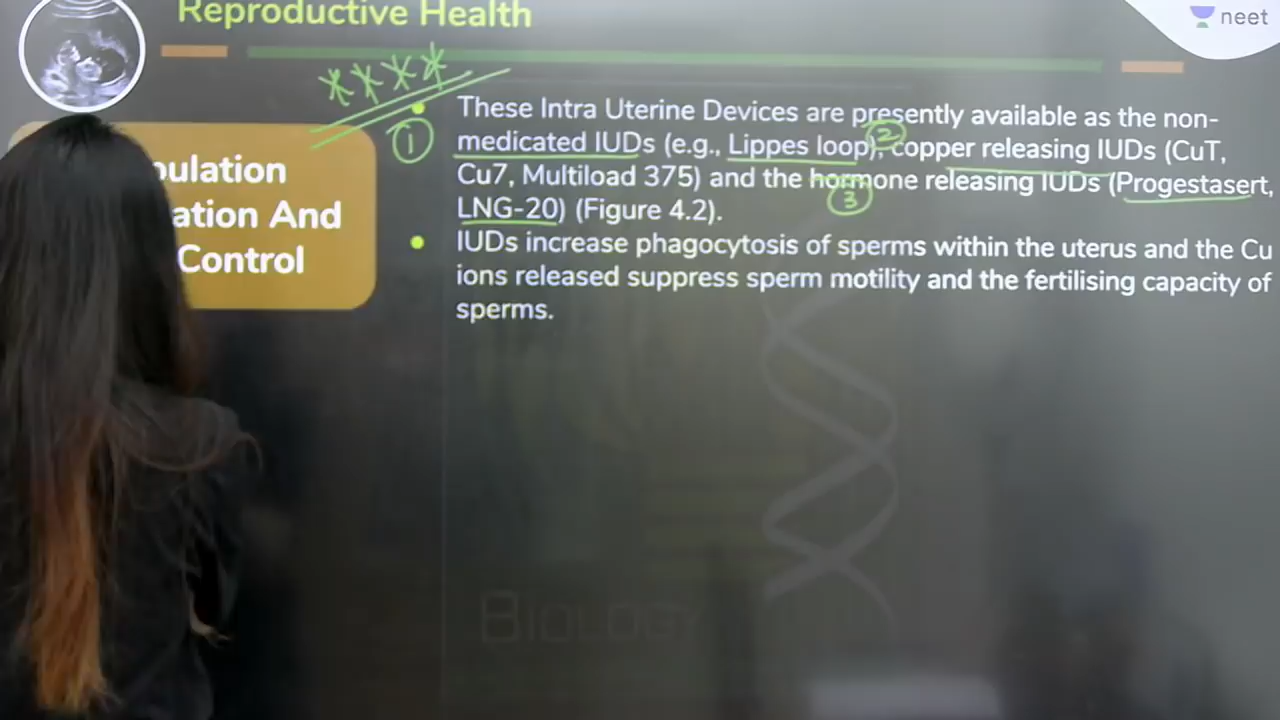 Reproductive Health
neet
****
pulation
ation And
Control
① These Intra Uterine Devices are presently available as the non-
medicated IUDs (e.g., Lippes loop), copper releasing IUDs (CuT,
②
Cu7, Multiload 375) and the hormone releasing IUDs (Progestasert,
③
LNG-20) (Figure 4.2).
IUDs increase phagocytosis of sperms within the uterus and the Cu
ions released suppress sperm motility and the fertilising capacity of
sperms.
BIOLOGY